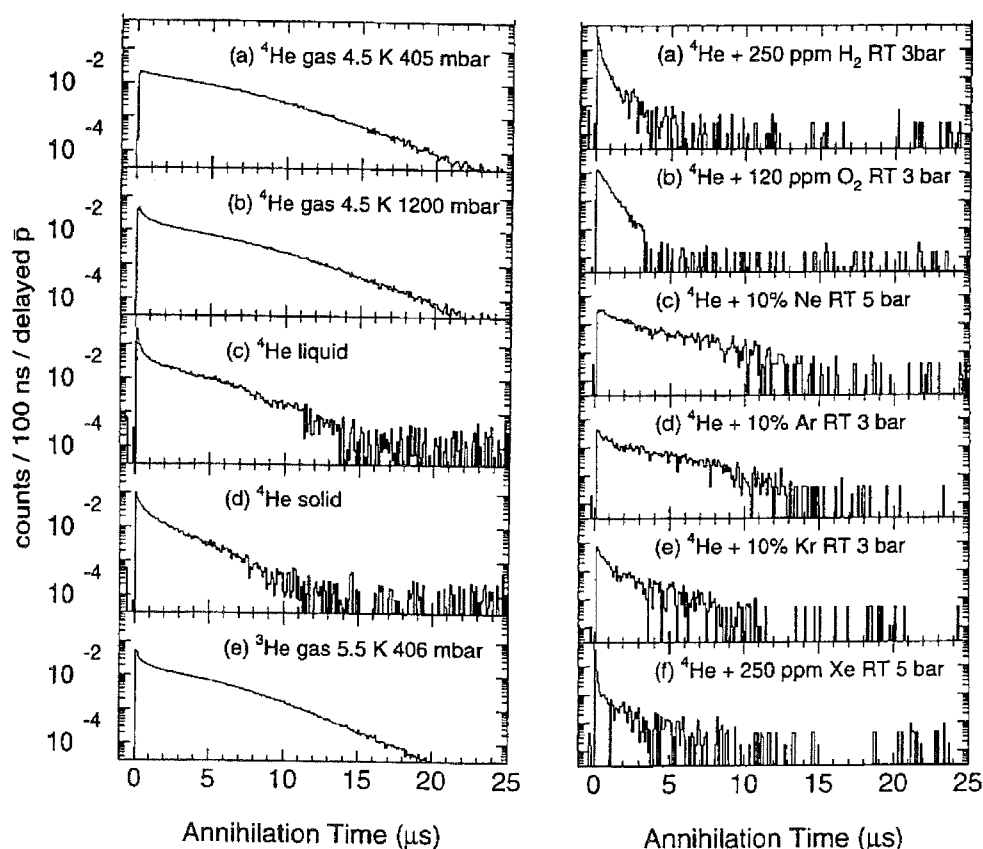 counts / 100 ns / delayed p̄
(a) ⁴He gas 4.5 K 405 mbar
10 -2
10 -4
(b) ⁴He gas 4.5 K 1200 mbar
10 -2
10 -4
(c) ⁴He liquid
10 -2
10 -4
(d) ⁴He solid
10 -2
10 -4
(e) ³He gas 5.5 K 406 mbar
10 -2
10 -4
0 5 10 15 20 25
Annihilation Time (μs)
(a) ⁴He + 250 ppm H₂ RT 3bar
(b) ⁴He + 120 ppm O₂ RT 3 bar
(c) ⁴He + 10% Ne RT 5 bar
(d) ⁴He + 10% Ar RT 3 bar
(e) ⁴He + 10% Kr RT 3 bar
(f) ⁴He + 250 ppm Xe RT 5 bar
0 5 10 15 20 25
Annihilation Time (μs)